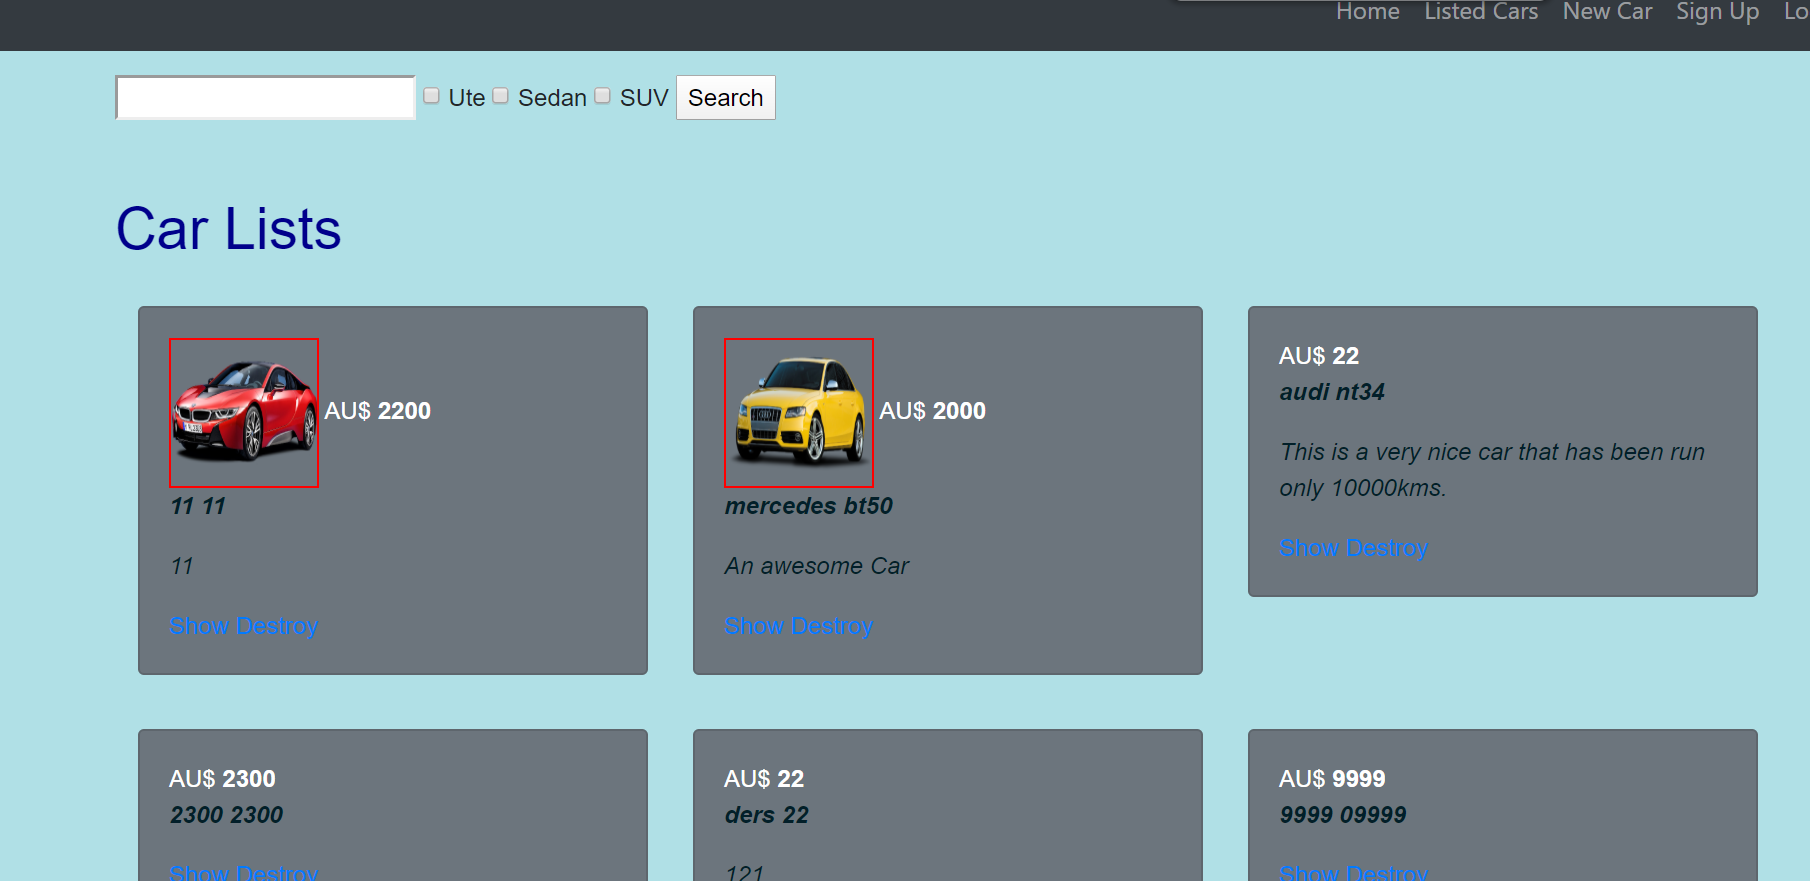 Home Listed Cars New Car Sign Up Lo
Ute Sedan SUV Search
Car Lists
AU$ 2200
11 11
11
Show Destroy
AU$ 2000
mercedes bt50
An awesome Car
Show Destroy
AU$ 22
audi nt34
This is a very nice car that has been run
only 10000kms.
Show Destroy
AU$ 2300
2300 2300
Show Destroy
AU$ 22
ders 22
121
AU$ 9999
9999 09999
Show Destroy